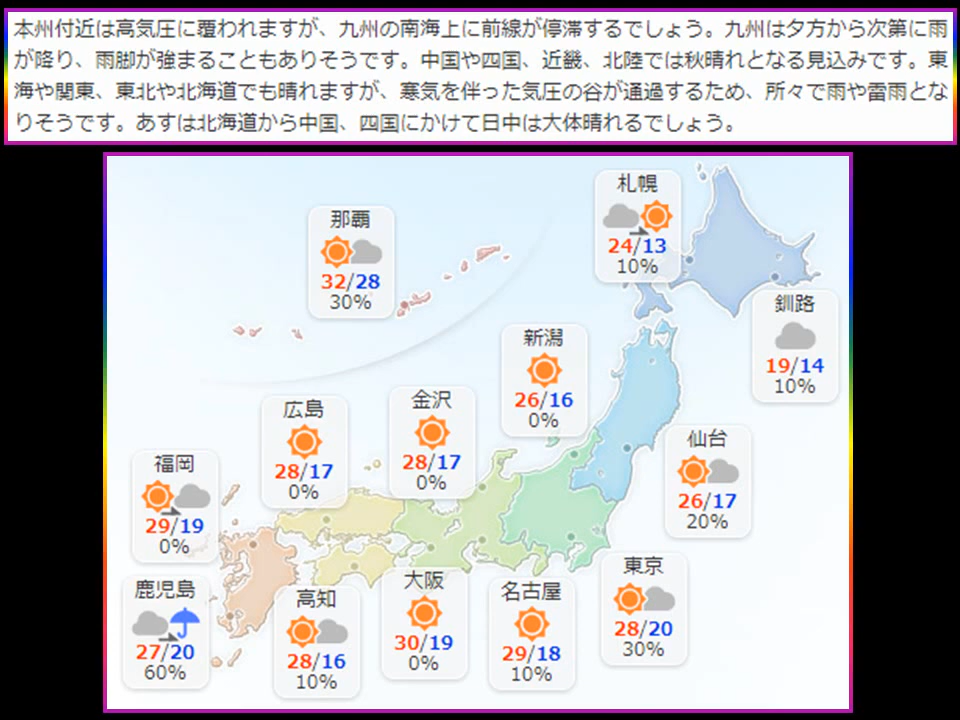 本州付近は高気圧に覆われますが、九州の南海上に前線が停滞するでしょう。九州は夕方から次第に雨
が降り、雨脚が強まることもありそうです。中国や四国、近畿、北陸では秋晴れとなる見込みです。東
海や関東、東北や北海道でも晴れますが、寒気を伴った気圧の谷が通過するため、所々で雨や雷雨とな
りそうです。あすは北海道から中国、四国にかけて日中は大体晴れるでしょう。
札幌
24/13
10%
那覇
32/28
30%
釧路
19/14
10%
新潟
26/16
0%
金沢
28/17
0%
広島
28/17
0%
仙台
26/17
20%
福岡
29/19
0%
東京
28/20
30%
大阪
30/19
0%
鹿児島
27/20
60%
名古屋
29/18
10%
高知
28/16
10%